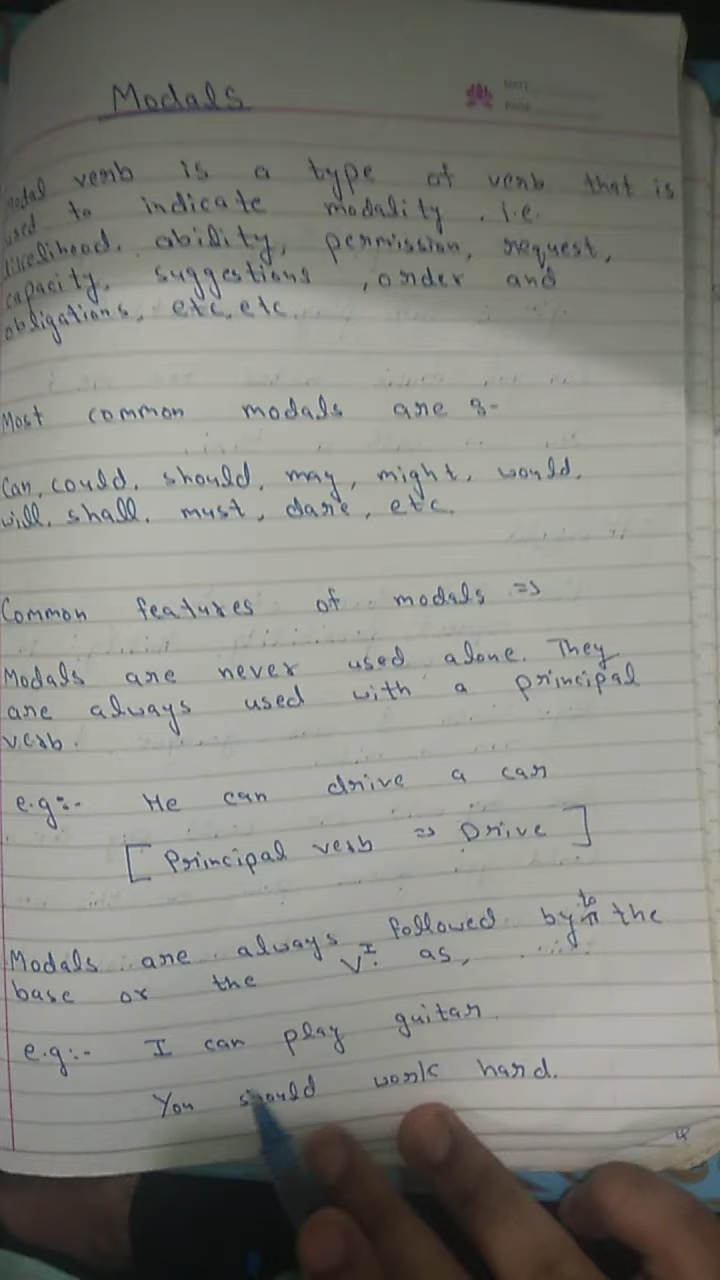 Modals
DATE
PAGE
Modal verb is a type of verb that is
used to indicate modality. i.e.
likelihood, ability, permission, request,
capacity, suggestions, order and
obligations, etc, etc.
Most common modals are :-
Can, could, should, may, might, would,
will, shall, must, dare, etc.
Common features of modals =>
Modals are never used alone. They
are always used with a principal
verb.
e.g:- He can drive a car
[ Principal verb => Drive ]
Modals are always followed by to the
base or the V I. as,
e.g:- I can play guitar.
You should work hard.